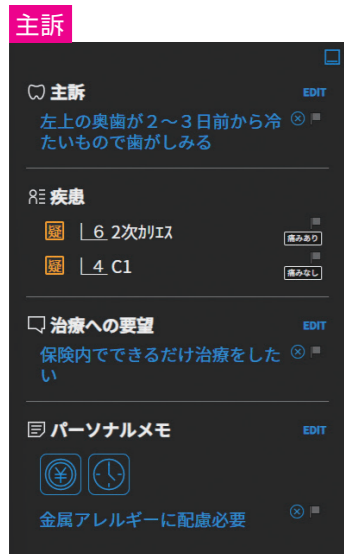 主訴
主訴 EDIT
左上の奥歯が２～３日前から冷
たいもので歯がしみる
疾患
疑 |6 2次ｶﾘｴｽ 痛みあり
疑 |4 C1 痛みなし
治療への要望 EDIT
保険内でできるだけ治療をした
い
パーソナルメモ EDIT
¥
金属アレルギーに配慮必要